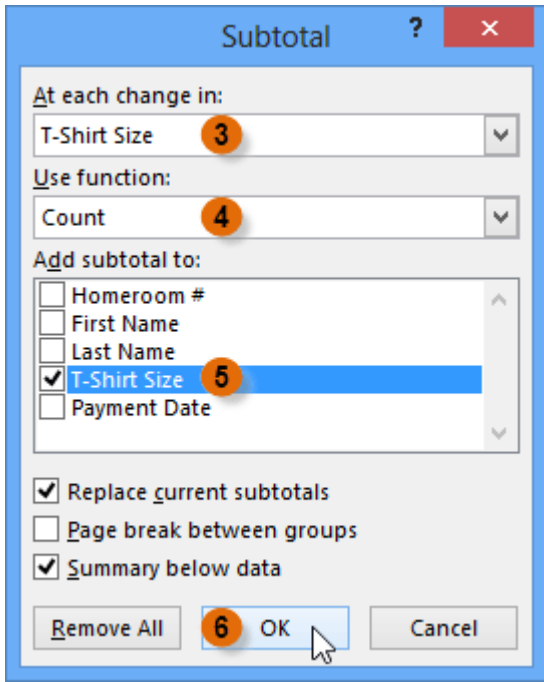 Subtotal ? ×
At each change in:
T-Shirt Size 3
Use function:
Count 4
Add subtotal to:
Homeroom #
First Name
Last Name
T-Shirt Size 5
Payment Date
Replace current subtotals
Page break between groups
Summary below data
Remove All 6 OK Cancel